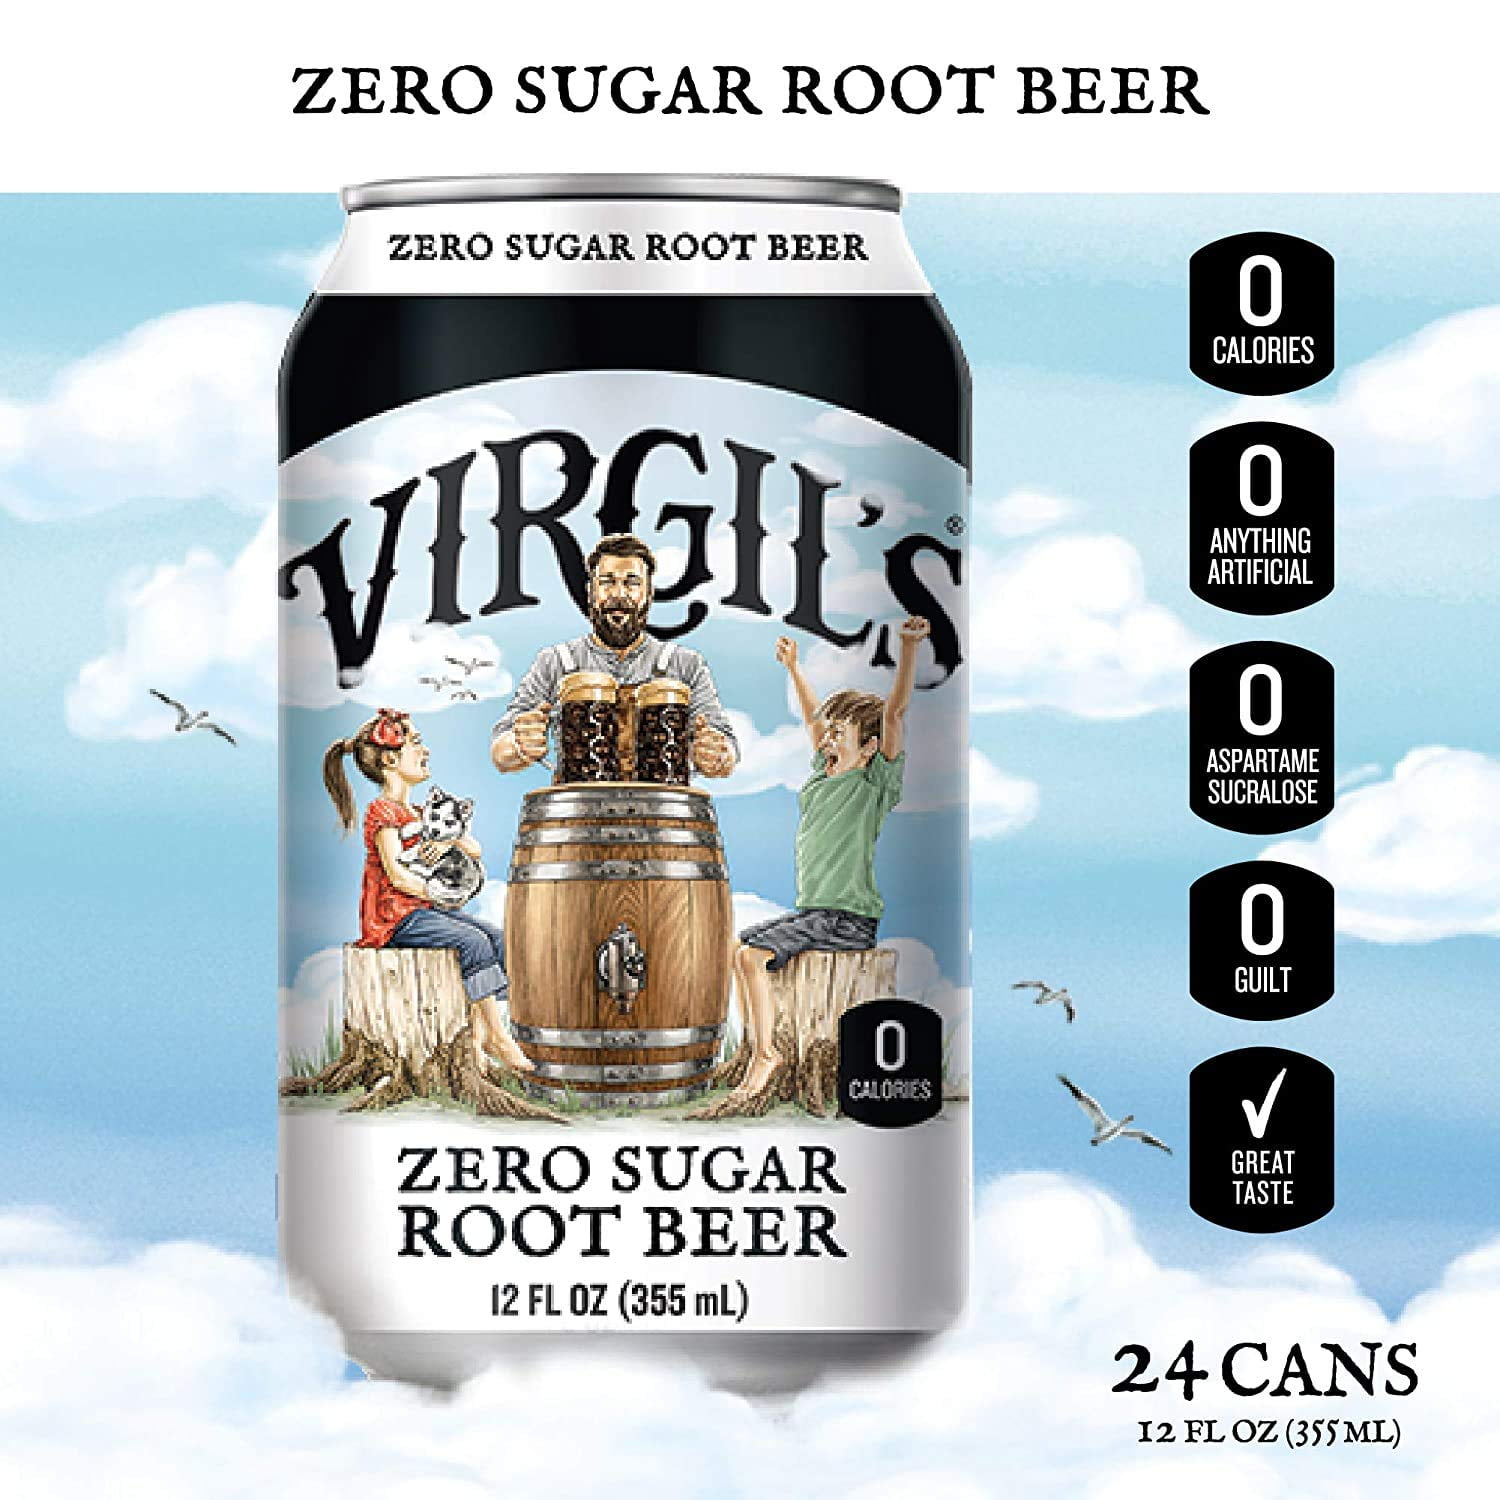 ZERO SUGAR ROOT BEER
ZERO SUGAR ROOT BEER
VIRGIL'S®
0
CALORIES
ZERO SUGAR
ROOT BEER
12 FL OZ (355 mL)
0
CALORIES
0
ANYTHING
ARTIFICIAL
0
ASPARTAME
SUCRALOSE
0
GUILT
✓
GREAT
TASTE
24 CANS
12 FL OZ (355 ML)